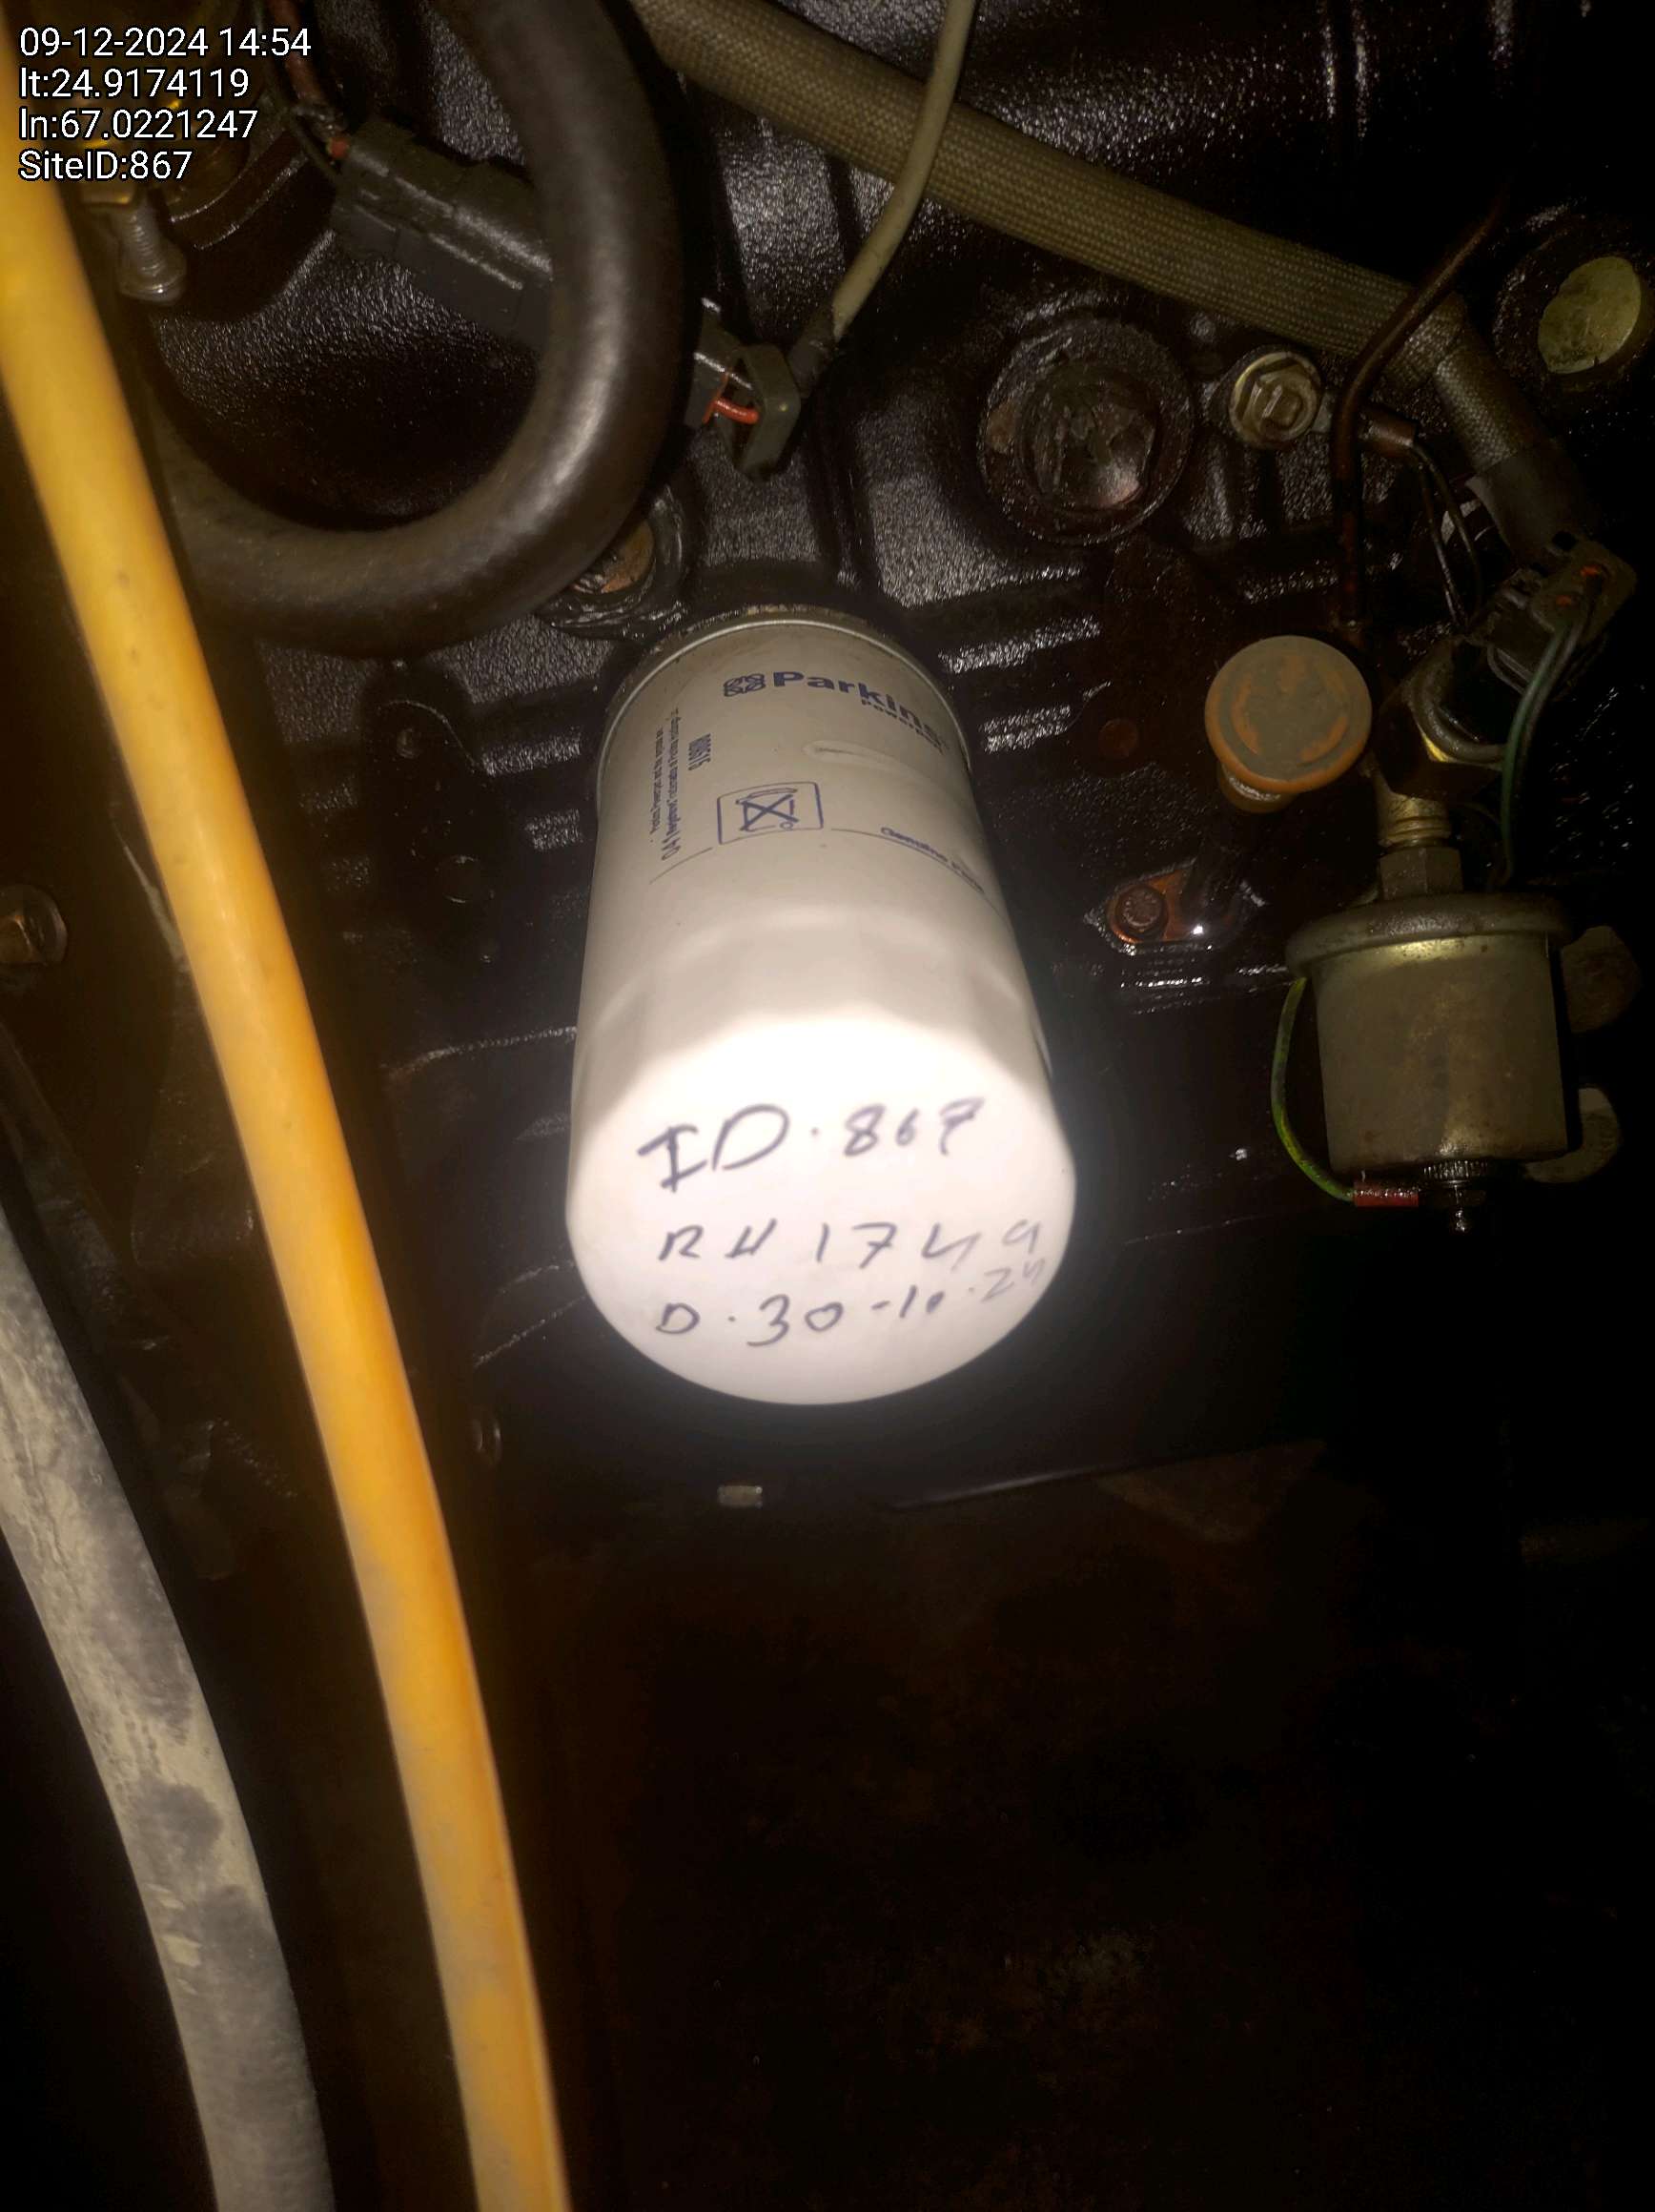 09-12-2024 14:54
lt:24.9174119
ln:67.0221247
SiteID:867
Parkins
Powerpart
ID.867
RH 1749
D.30-10.24